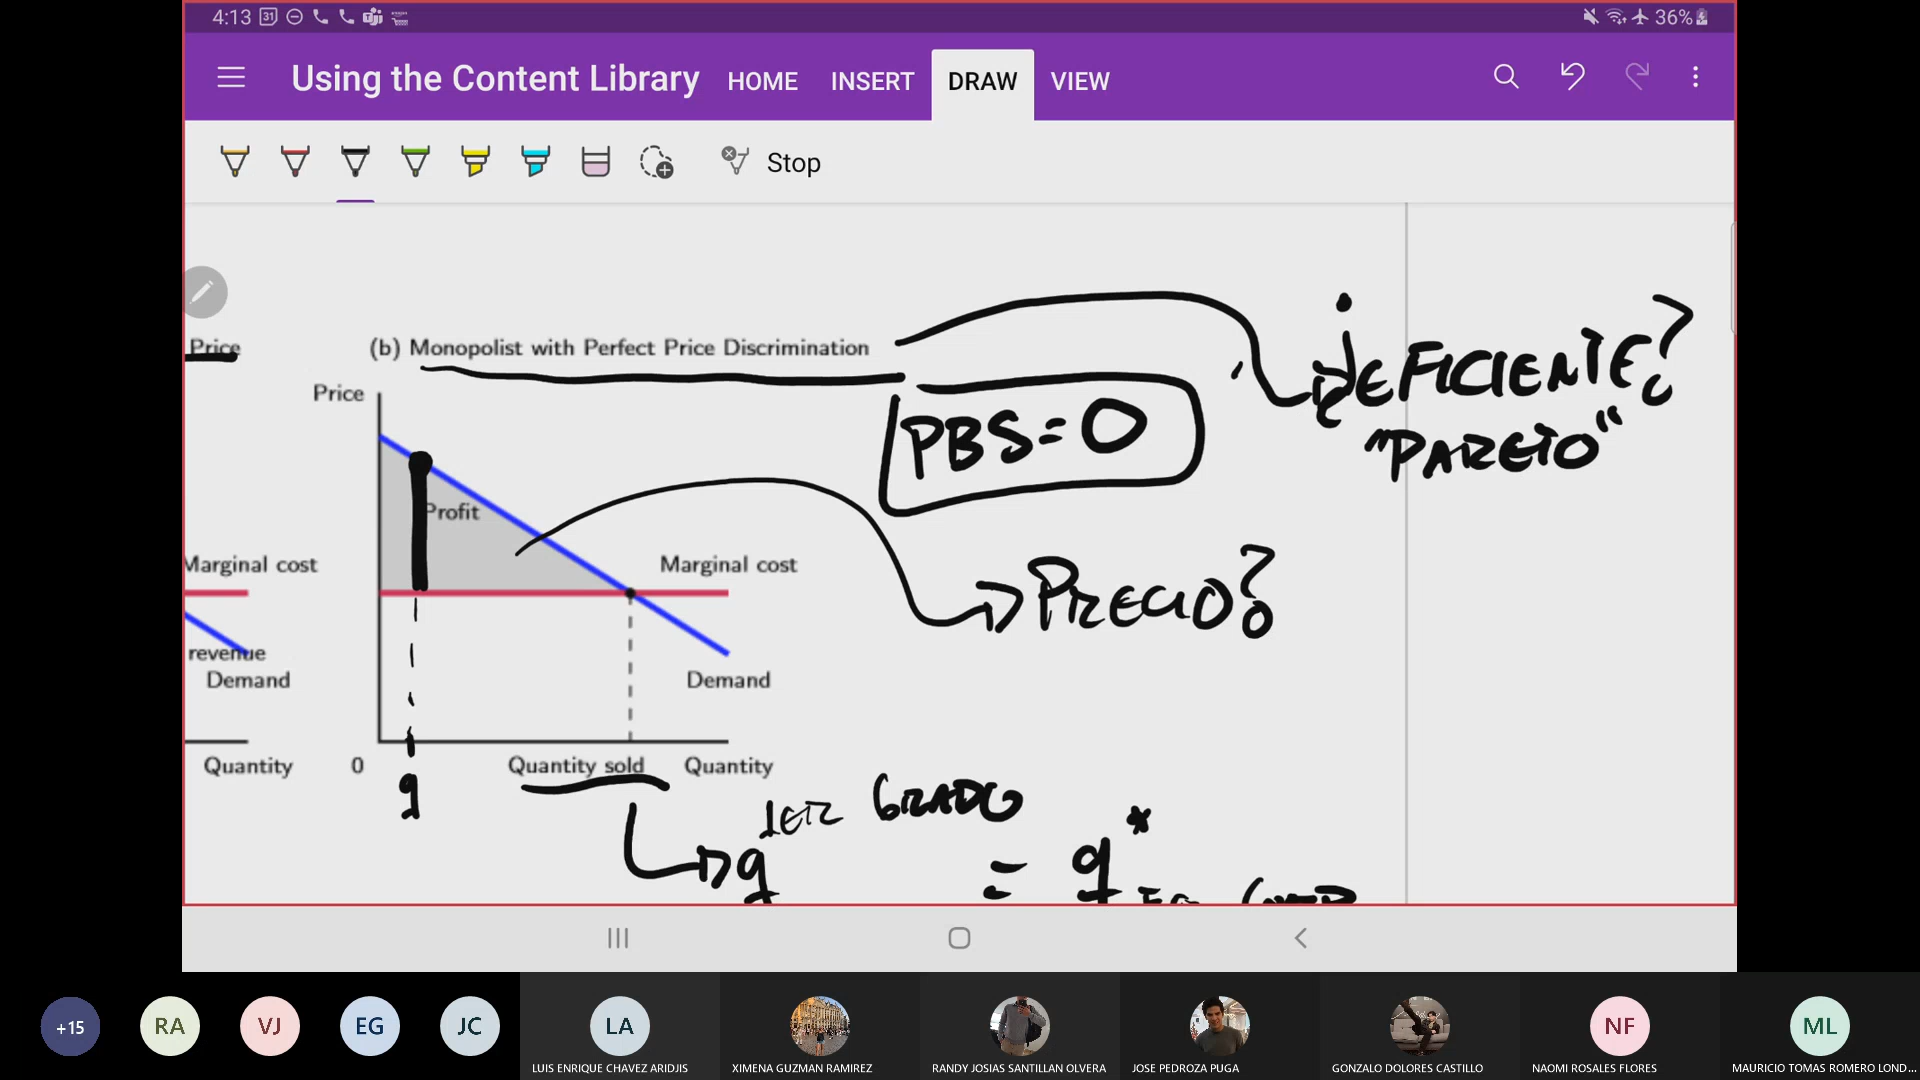 4:13 31 36%
Using the Content Library HOME INSERT DRAW VIEW
Stop
Price
(b) Monopolist with Perfect Price Discrimination
¿EFICIENTE?
"PARETO"
Price
PBS=0
Profit
Marginal cost
Marginal cost
PRECIO?
revenue
Demand
Demand
Quantity
0
Quantity sold
Quantity
q
1ER GRADO
q = q*
+15
RA
VJ
EG
JC
LA
NF
ML
LUIS ENRIQUE CHAVEZ ARIDJIS
XIMENA GUZMAN RAMIREZ
RANDY JOSIAS SANTILLAN OLVERA
JOSE PEDROZA PUGA
GONZALO DOLORES CASTILLO
NAOMI ROSALES FLORES
MAURICIO TOMAS ROMERO LOND...